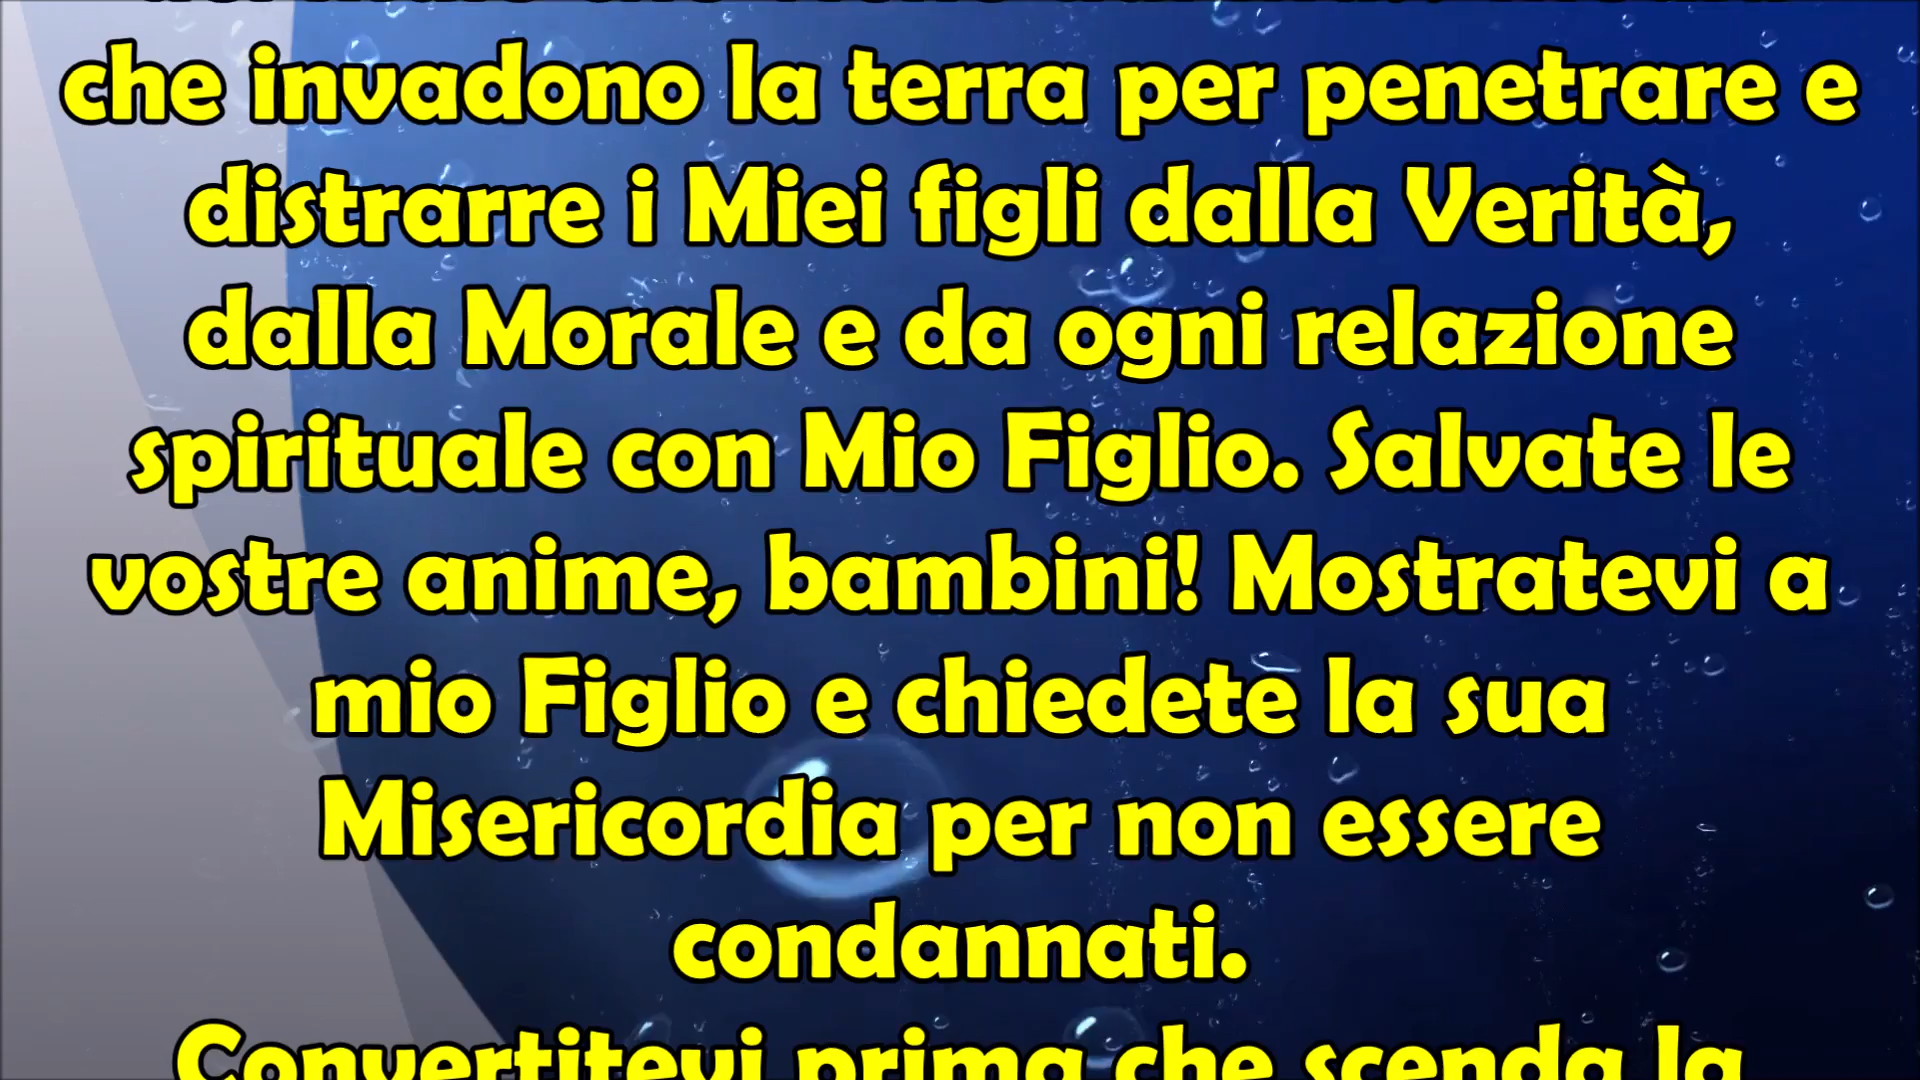 che invadono la terra per penetrare e
distrarre i Miei figli dalla Verità,
dalla Morale e da ogni relazione
spirituale con Mio Figlio. Salvate le
vostre anime, bambini! Mostratevi a
mio Figlio e chiedete la sua
Misericordia per non essere
condannati.
Convertitevi prima che scenda la